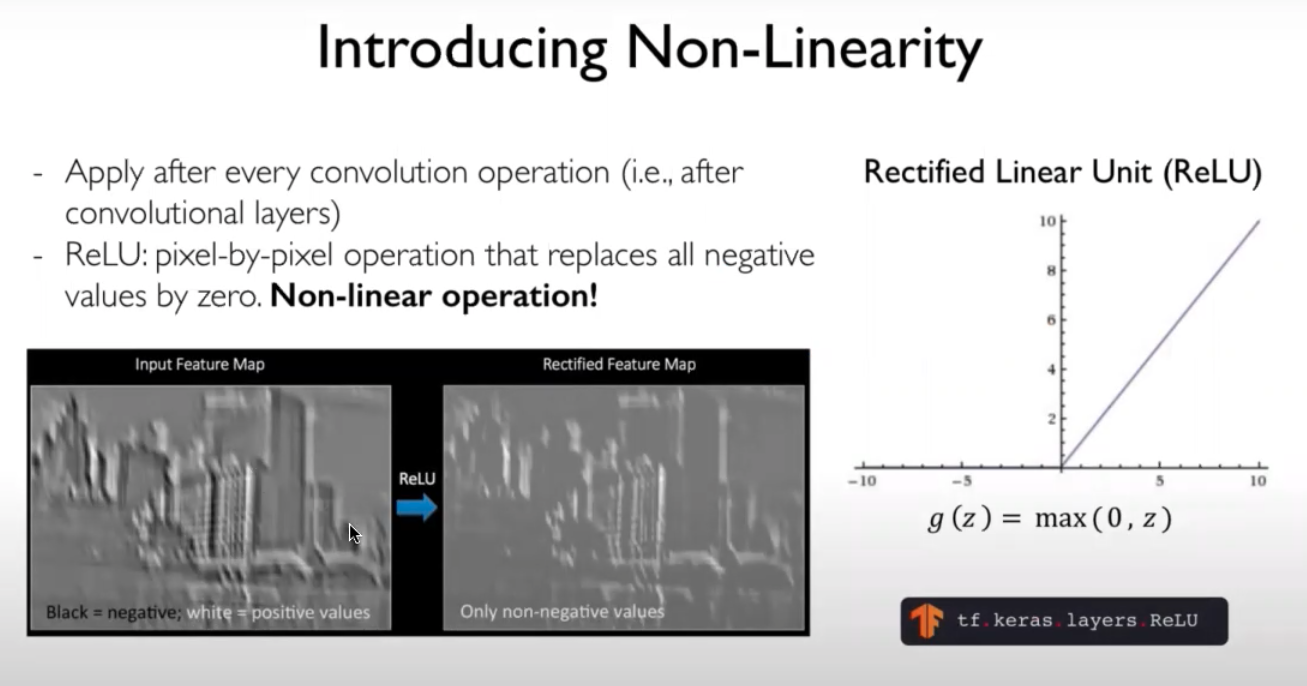 Introducing Non-Linearity
- Apply after every convolution operation (i.e., after
convolutional layers)
- ReLU: pixel-by-pixel operation that replaces all negative
values by zero. Non-linear operation!
Input Feature Map
Rectified Feature Map
ReLU
Black = negative; white = positive values
Only non-negative values
Rectified Linear Unit (ReLU)
10
8
6
4
2
-10
-5
5
10
g(z) = max(0, z)
tf.keras.layers.ReLU